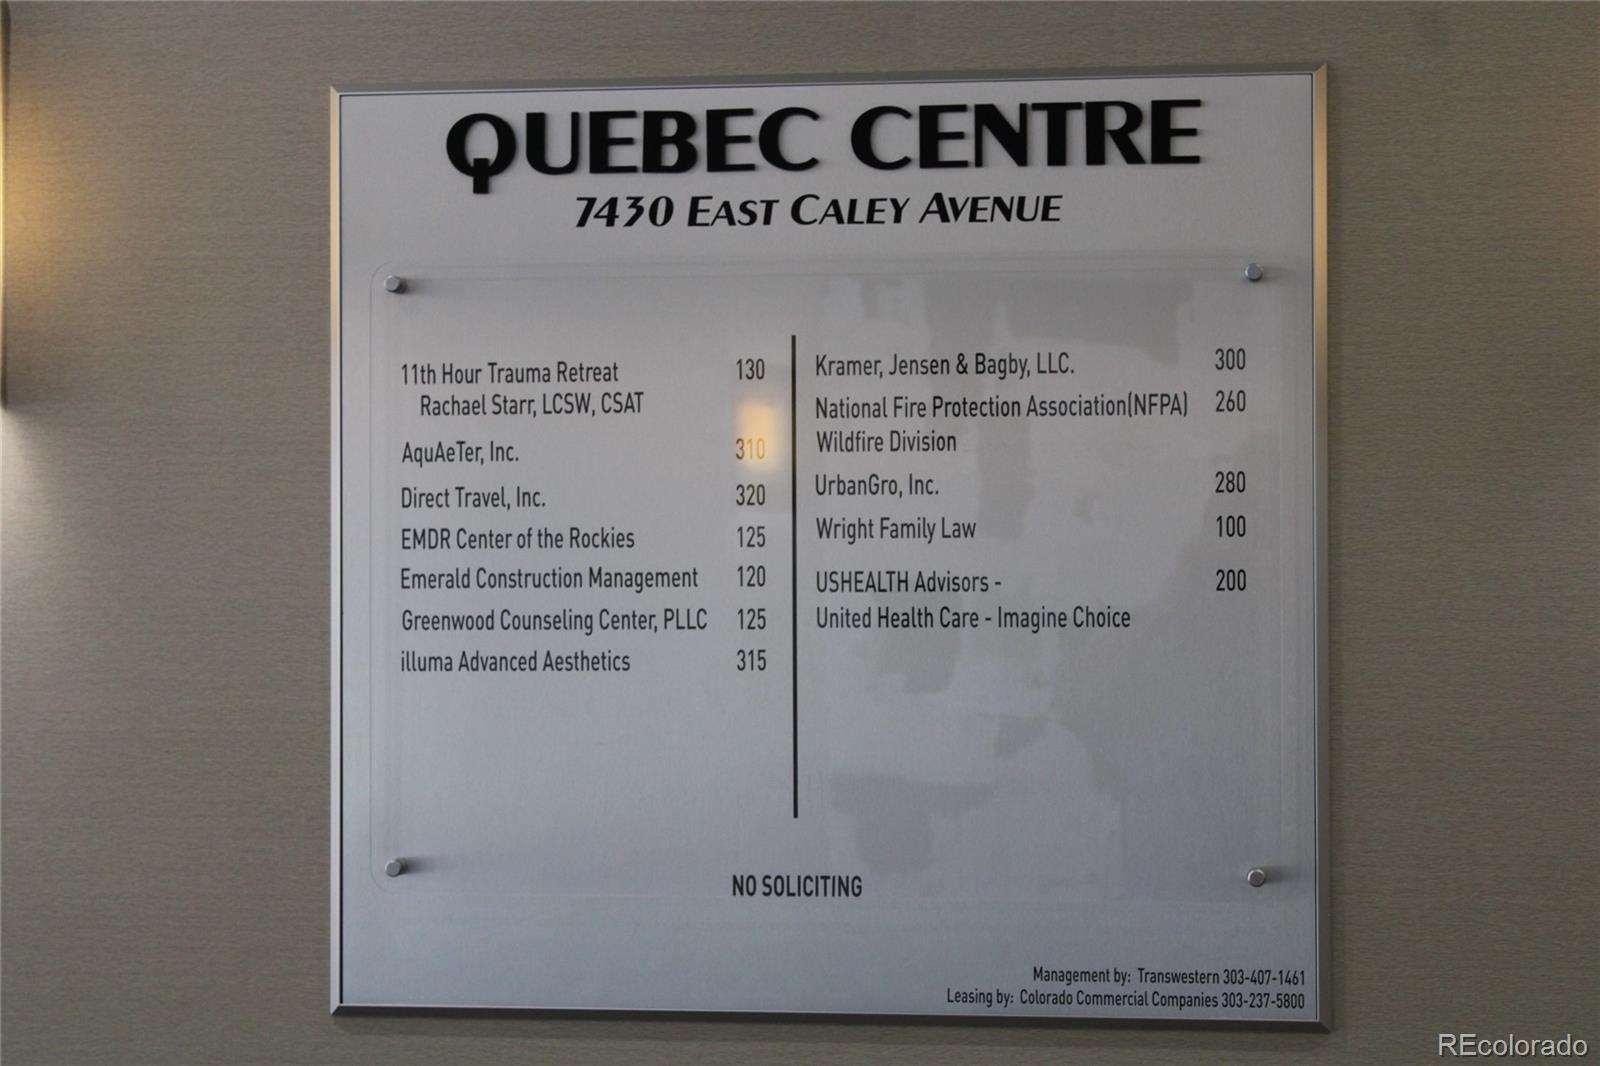 QUEBEC CENTRE
7430 EAST CALEY AVENUE
11th Hour Trauma Retreat 130
Rachael Starr, LCSW, CSAT
AquAeTer, Inc. 310
Direct Travel, Inc. 320
EMDR Center of the Rockies 125
Emerald Construction Management 120
Greenwood Counseling Center, PLLC 125
illuma Advanced Aesthetics 315
Kramer, Jensen & Bagby, LLC. 300
National Fire Protection Association(NFPA) 260
Wildfire Division
UrbanGro, Inc. 280
Wright Family Law 100
USHEALTH Advisors - 200
United Health Care - Imagine Choice
NO SOLICITING
Management by: Transwestern 303-407-1461
Leasing by: Colorado Commercial Companies 303-237-5800
REcolorado